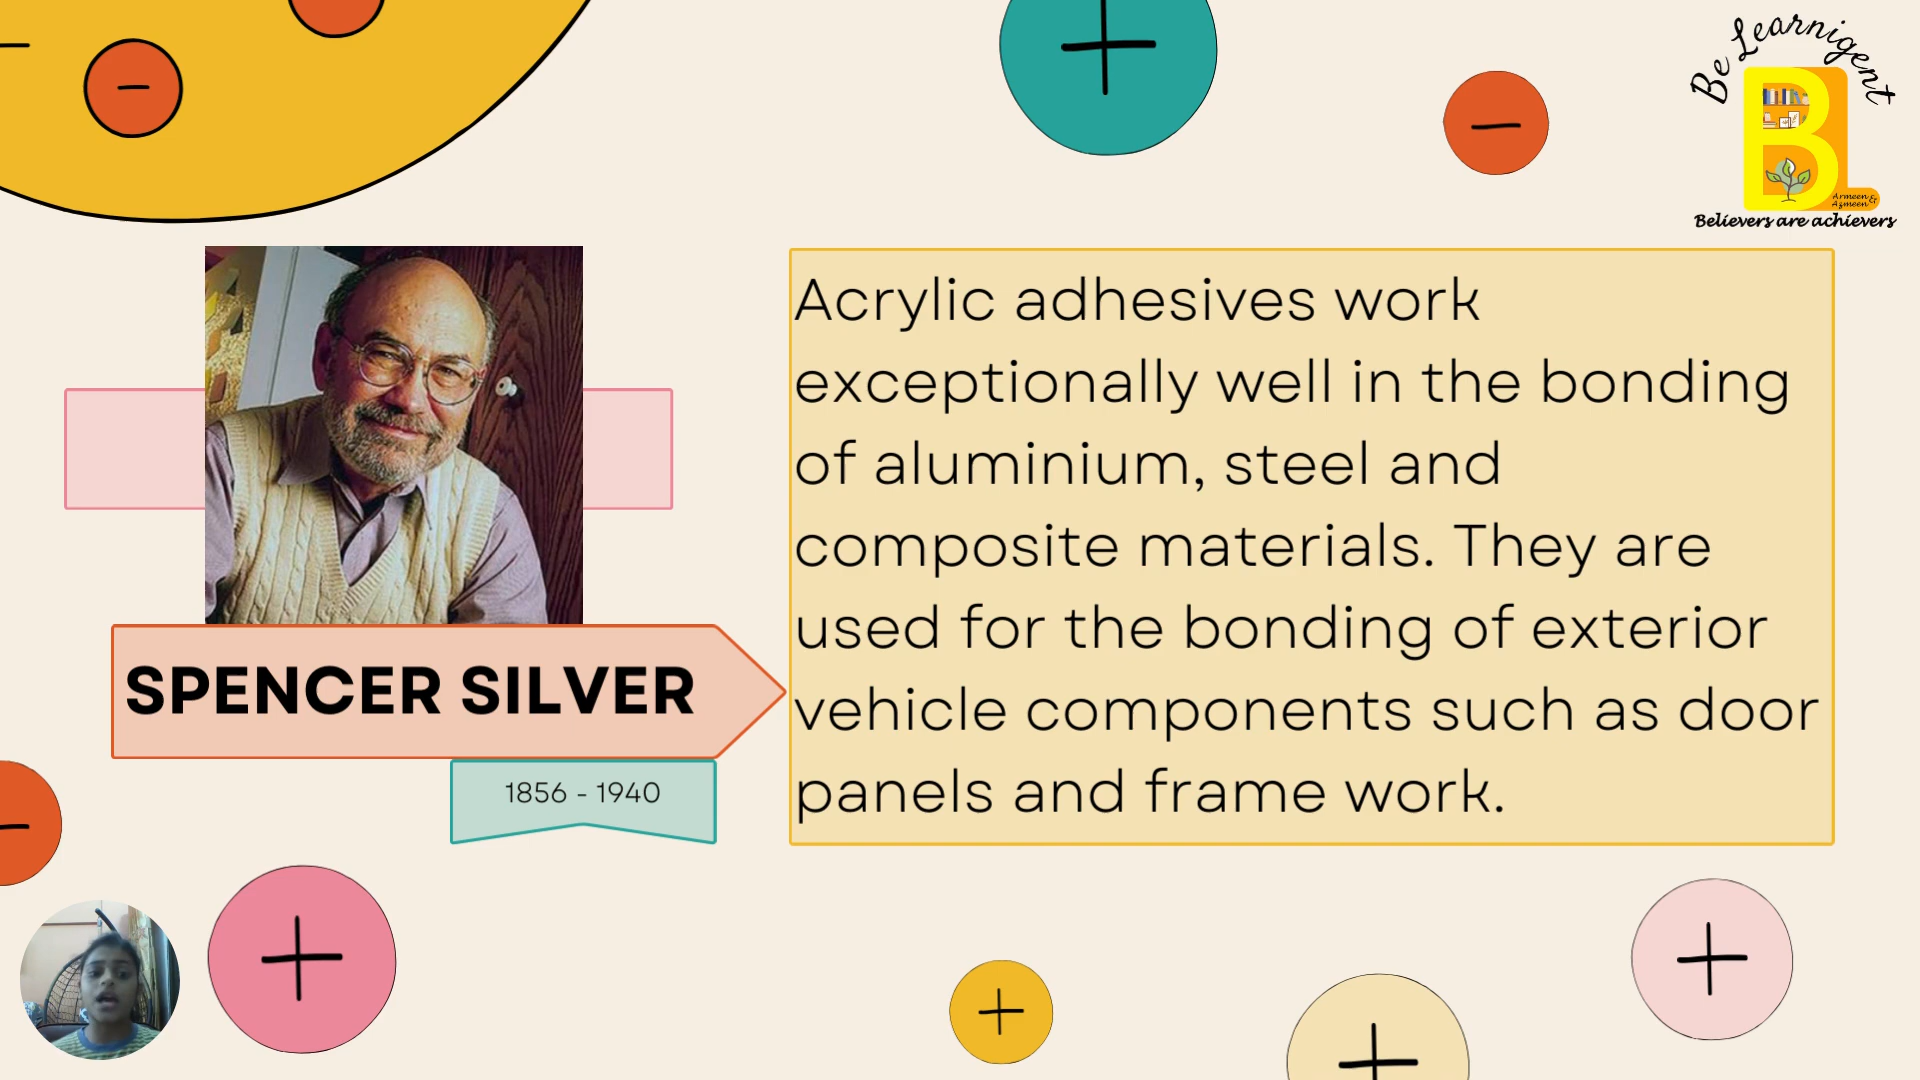 Be Learnigent
Armeen &
Azmeen
Believers are achievers
Acrylic adhesives work
exceptionally well in the bonding
of aluminium, steel and
composite materials. They are
used for the bonding of exterior
vehicle components such as door
panels and frame work.
SPENCER SILVER
1856 - 1940